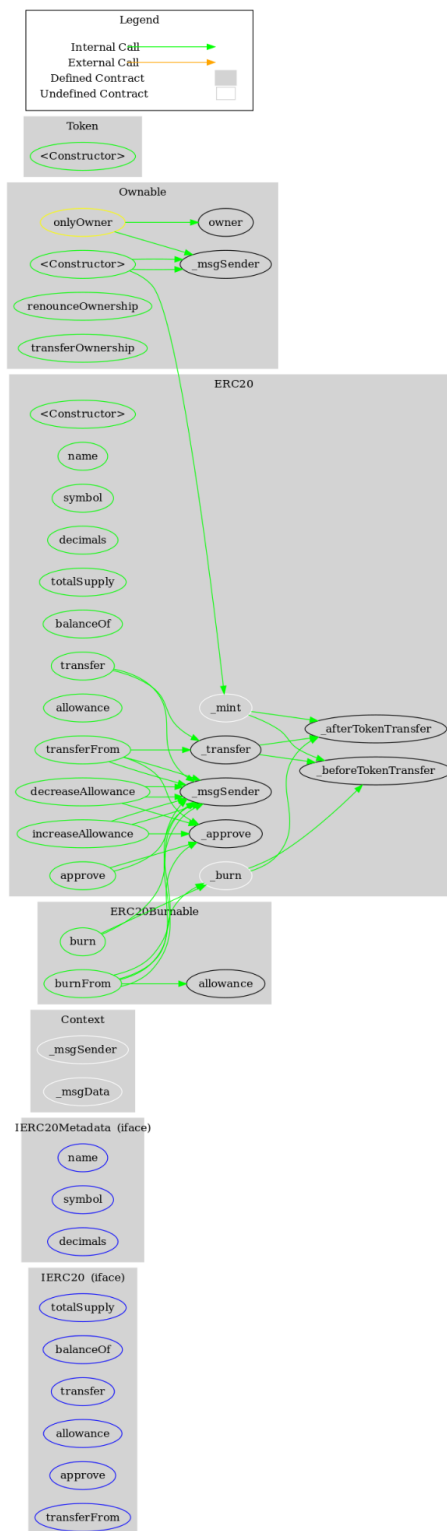 Legend
Internal Call
External Call
Defined Contract
Undefined Contract
Token
<Constructor>
Ownable
onlyOwner owner
<Constructor> _msgSender
renounceOwnership
transferOwnership
ERC20
<Constructor>
name
symbol
decimals
totalSupply
balanceOf
transfer
allowance _mint
_afterTokenTransfer
transferFrom _transfer
_beforeTokenTransfer
decreaseAllowance _msgSender
increaseAllowance _approve
approve _burn
ERC20Burnable
burn
burnFrom allowance
Context
_msgSender
_msgData
IERC20Metadata (iface)
name
symbol
decimals
IERC20 (iface)
totalSupply
balanceOf
transfer
allowance
approve
transferFrom